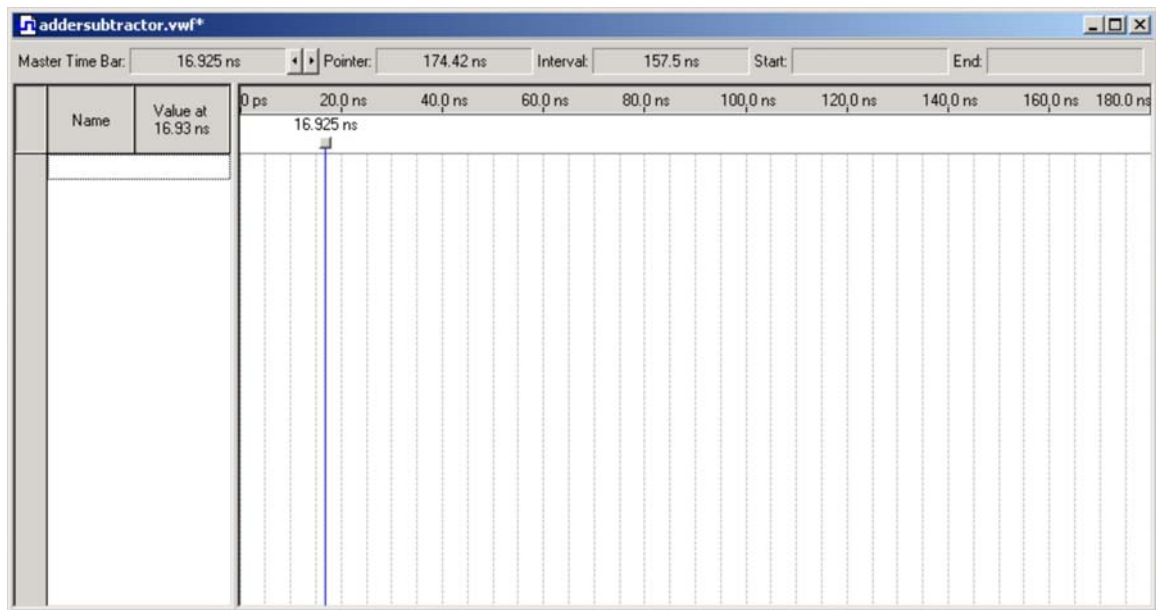 addersubtractor.vwf*
Master Time Bar: 16.925 ns Pointer: 174.42 ns Interval: 157.5 ns Start: End:
Name Value at 16.93 ns 0 ps 20.0 ns 40.0 ns 60.0 ns 80.0 ns 100.0 ns 120.0 ns 140.0 ns 160.0 ns 180.0 ns
16.925 ns